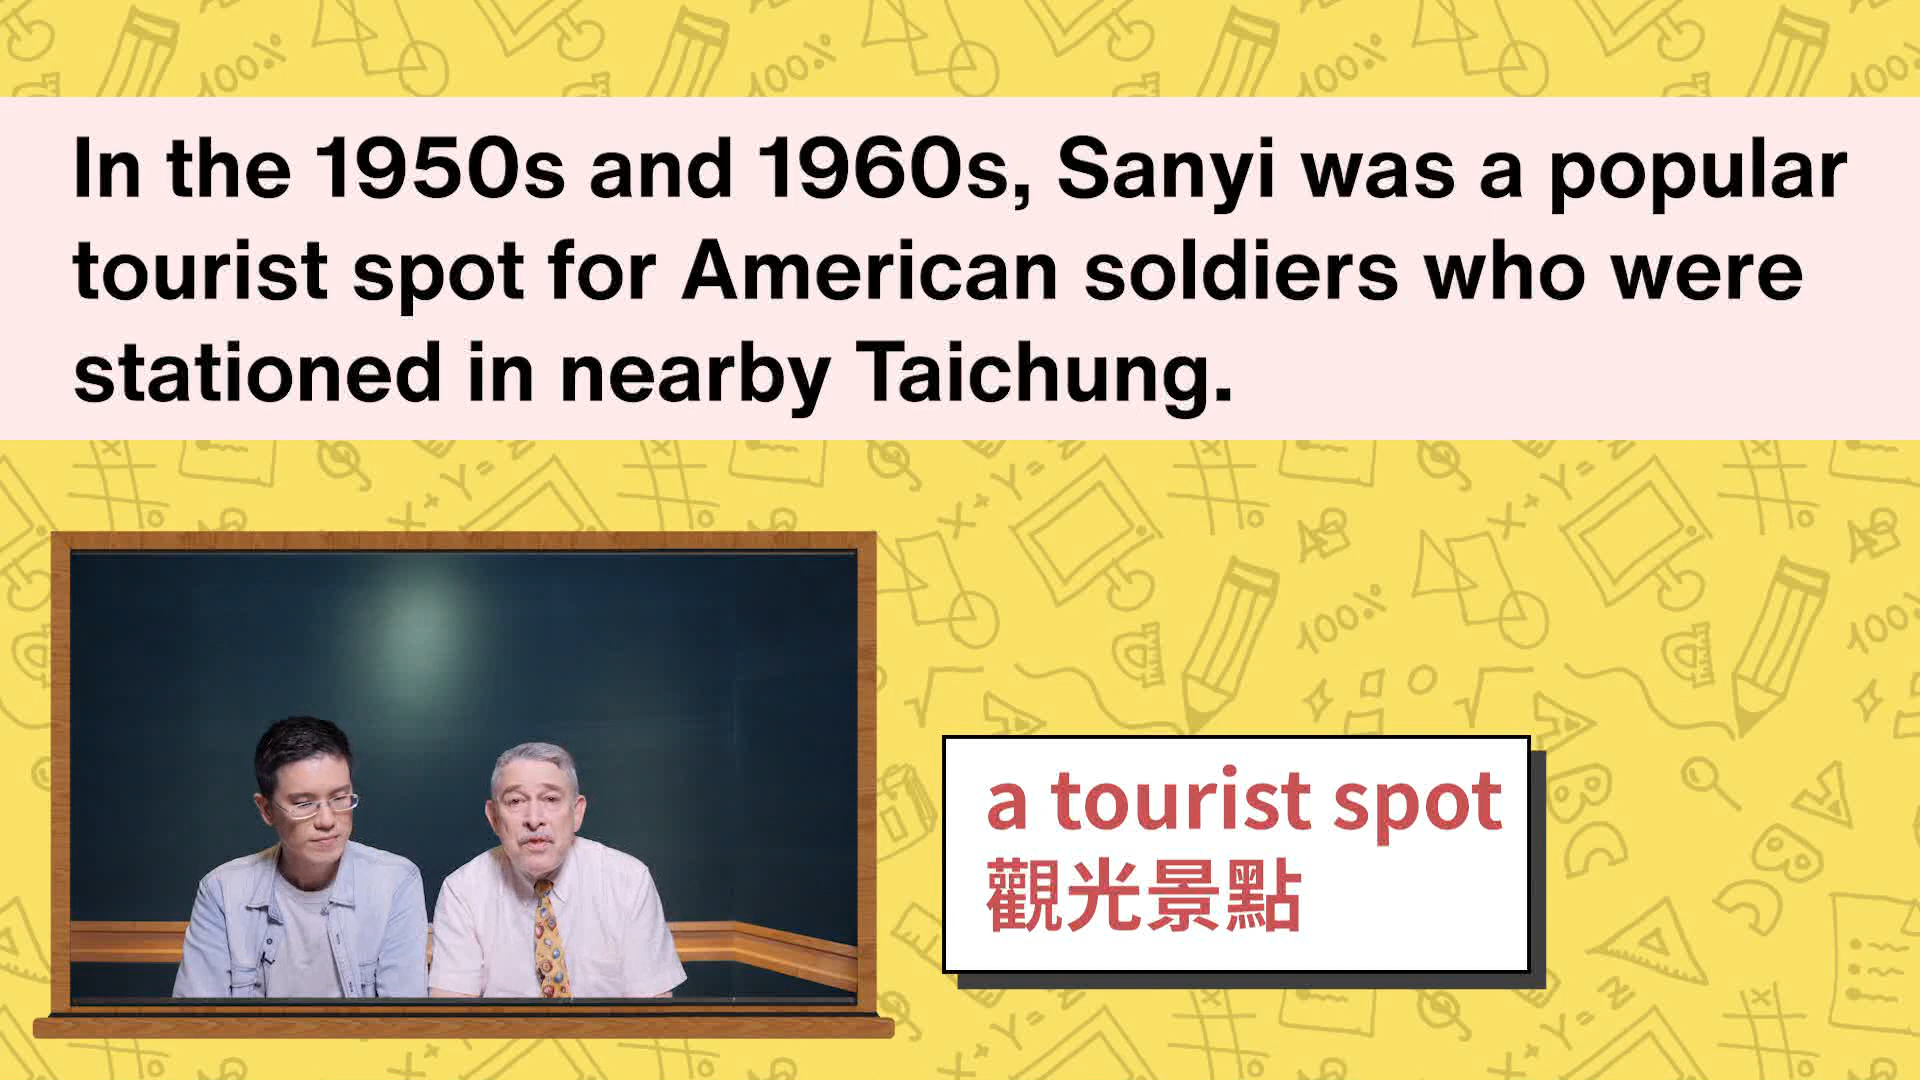 In the 1950s and 1960s, Sanyi was a popular
tourist spot for American soldiers who were
stationed in nearby Taichung.
a tourist spot
觀光景點